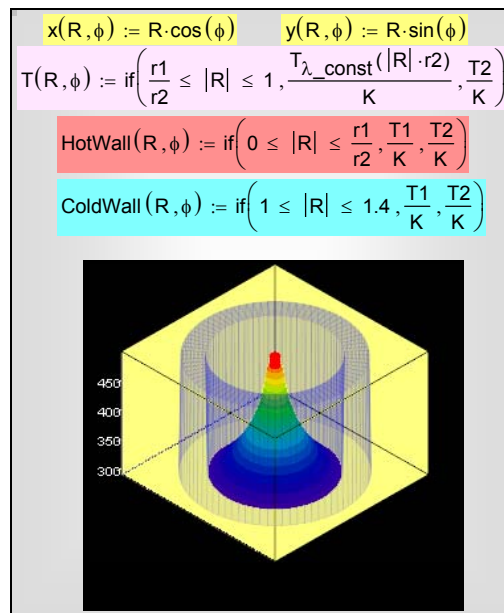 x(R,ϕ) := R·cos(ϕ) y(R,ϕ) := R·sin(ϕ)
T(R,ϕ) := if(r1/r2 ≤ |R| ≤ 1, T_λ_const(|R|·r2)/K, T2/K)
HotWall(R,ϕ) := if(0 ≤ |R| ≤ r1/r2, T1/K, T2/K)
ColdWall(R,ϕ) := if(1 ≤ |R| ≤ 1.4, T1/K, T2/K)
450
400
350
300